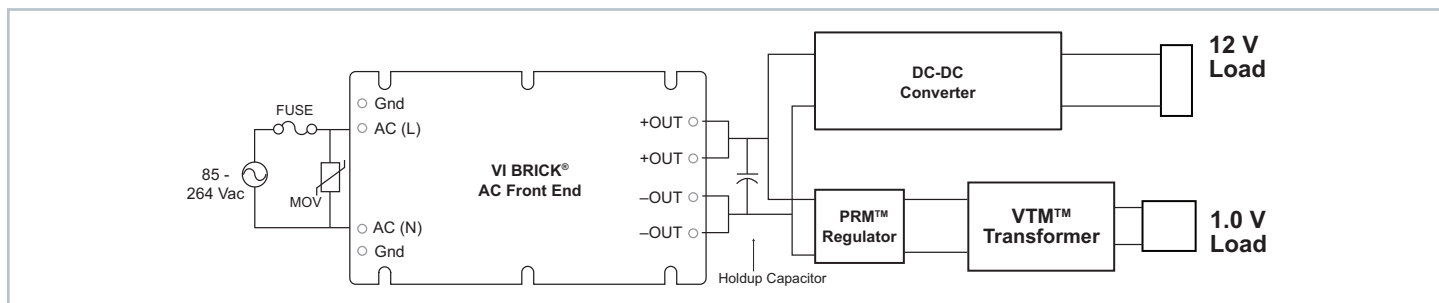 FUSE
85 -
264 Vac
MOV
Gnd
AC (L)
AC (N)
Gnd
VI BRICK®
AC Front End
+OUT
+OUT
–OUT
–OUT
Holdup Capacitor
DC-DC
Converter
12 V
Load
PRM™
Regulator
VTM™
Transformer
1.0 V
Load